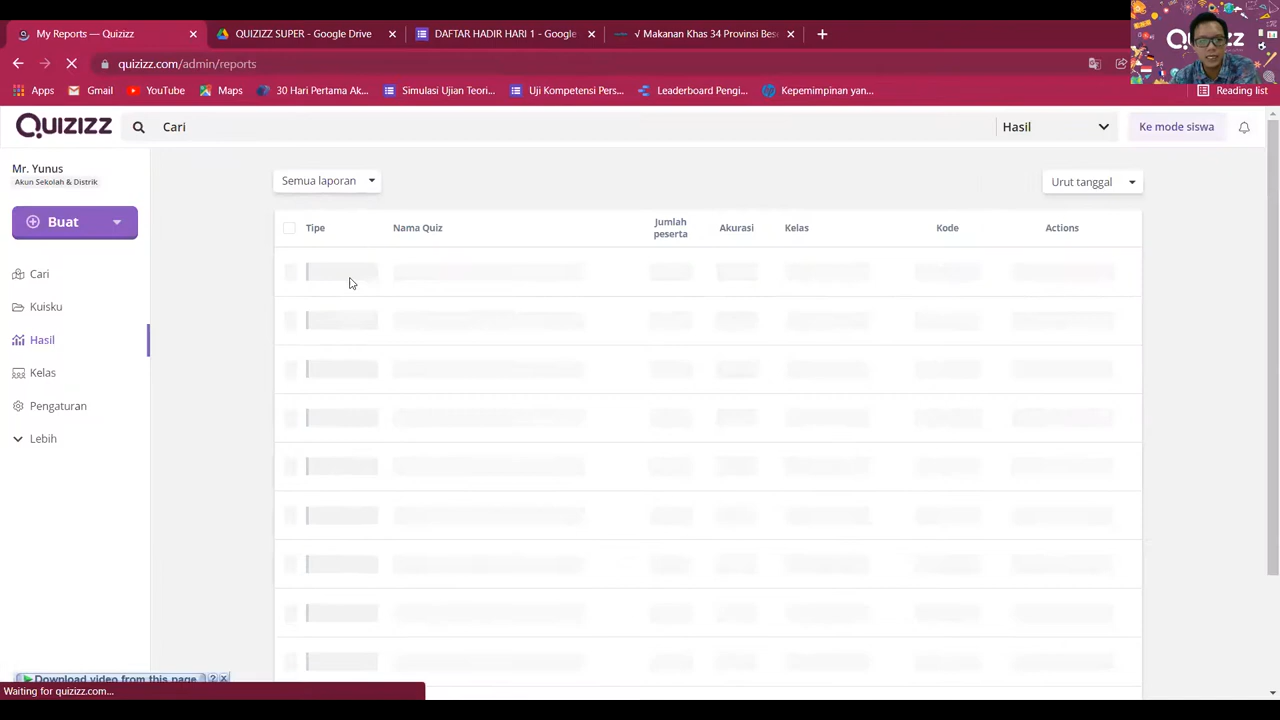 My Reports — Quizizz
QUIZIZZ SUPER - Google Drive
DAFTAR HADIR HARI 1 - Google
√ Makanan Khas 34 Provinsi Bes
quizizz.com/admin/reports
Apps
Gmail
YouTube
Maps
30 Hari Pertama Ak...
Simulasi Ujian Teori...
Uji Kompetensi Pers...
Leaderboard Pengi...
Kepemimpinan yan...
Reading list
QUIZIZZ
Cari
Hasil
Ke mode siswa
Mr. Yunus
Akun Sekolah & Distrik
Buat
Cari
Kuisku
Hasil
Kelas
Pengaturan
Lebih
Semua laporan
Urut tanggal
Tipe
Nama Quiz
Jumlah
peserta
Akurasi
Kelas
Kode
Actions
Download video from this page
Waiting for quizizz.com...